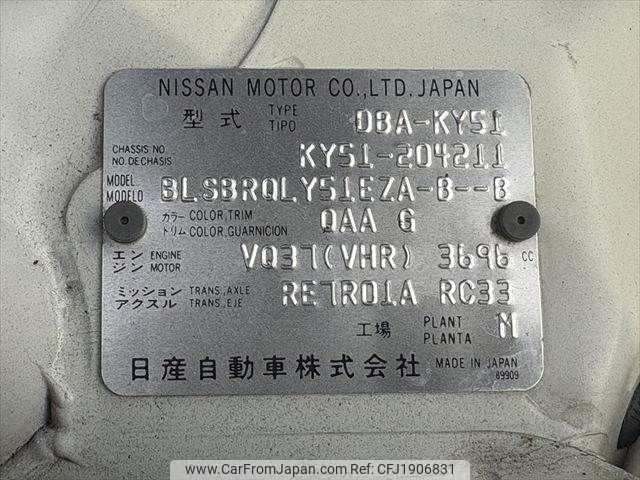 NISSAN MOTOR CO.,LTD. JAPAN
型式 TYPE TIPO DBA-KY51
CHASSIS NO. NO. DE CHASIS KY51-204211
MODEL MODELO BLSBRQLY51EZA-B--B
カラー COLOR,TRIM トリム COLOR,GUARNICION QAA G
エンジン ENGINE MOTOR VQ37(VHR) 3696 CC
ミッション TRANS.,AXLE アクスル TRANS.,EJE RE7R01A RC33
工場 PLANT PLANTA M
日産自動車株式会社 MADE IN JAPAN
89909
www.CarFromJapan.com | CarFromJapan | ID: CFJ1906831